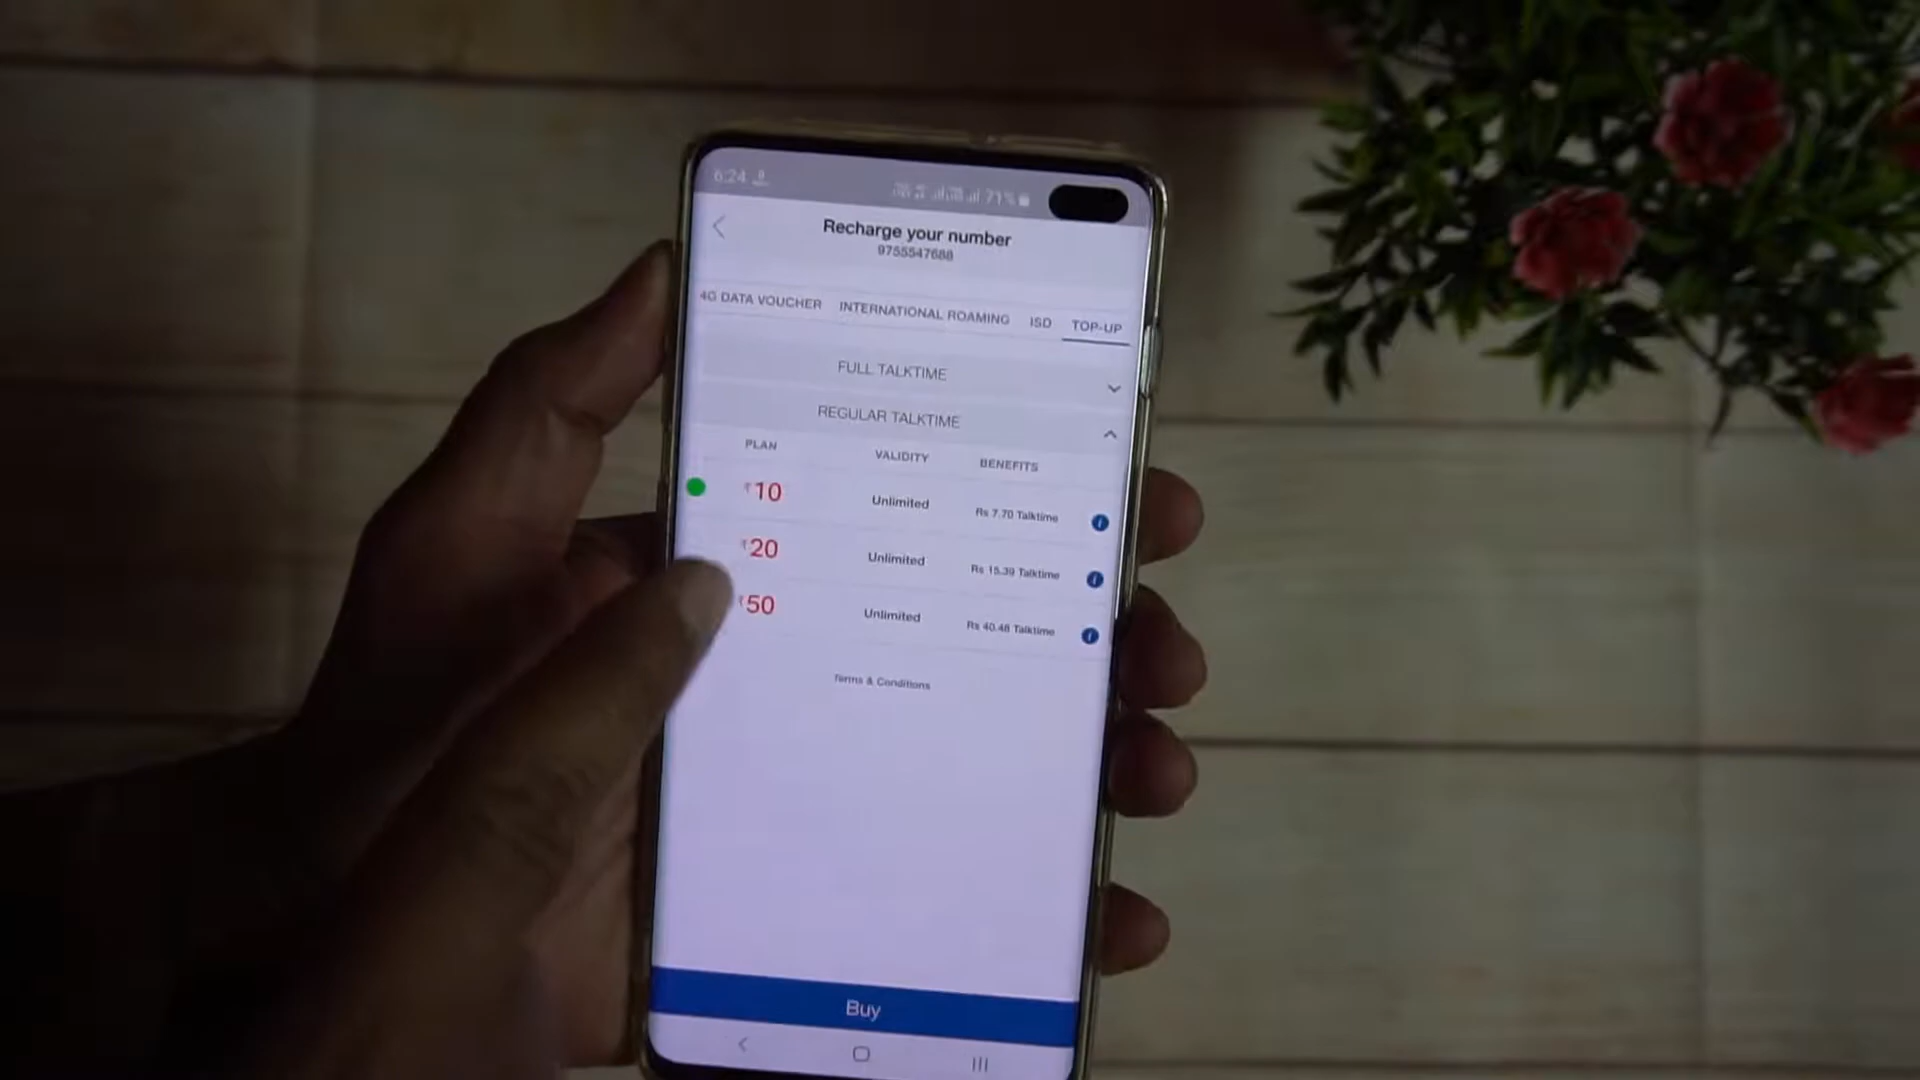 6:24
71%
Recharge your number
9755547688
4G DATA VOUCHER INTERNATIONAL ROAMING ISD TOP-UP
FULL TALKTIME
REGULAR TALKTIME
PLAN VALIDITY BENEFITS
₹10 Unlimited Rs 7.70 Talktime
₹20 Unlimited Rs 15.39 Talktime
₹50 Unlimited Rs 40.48 Talktime
Terms & Conditions
Buy